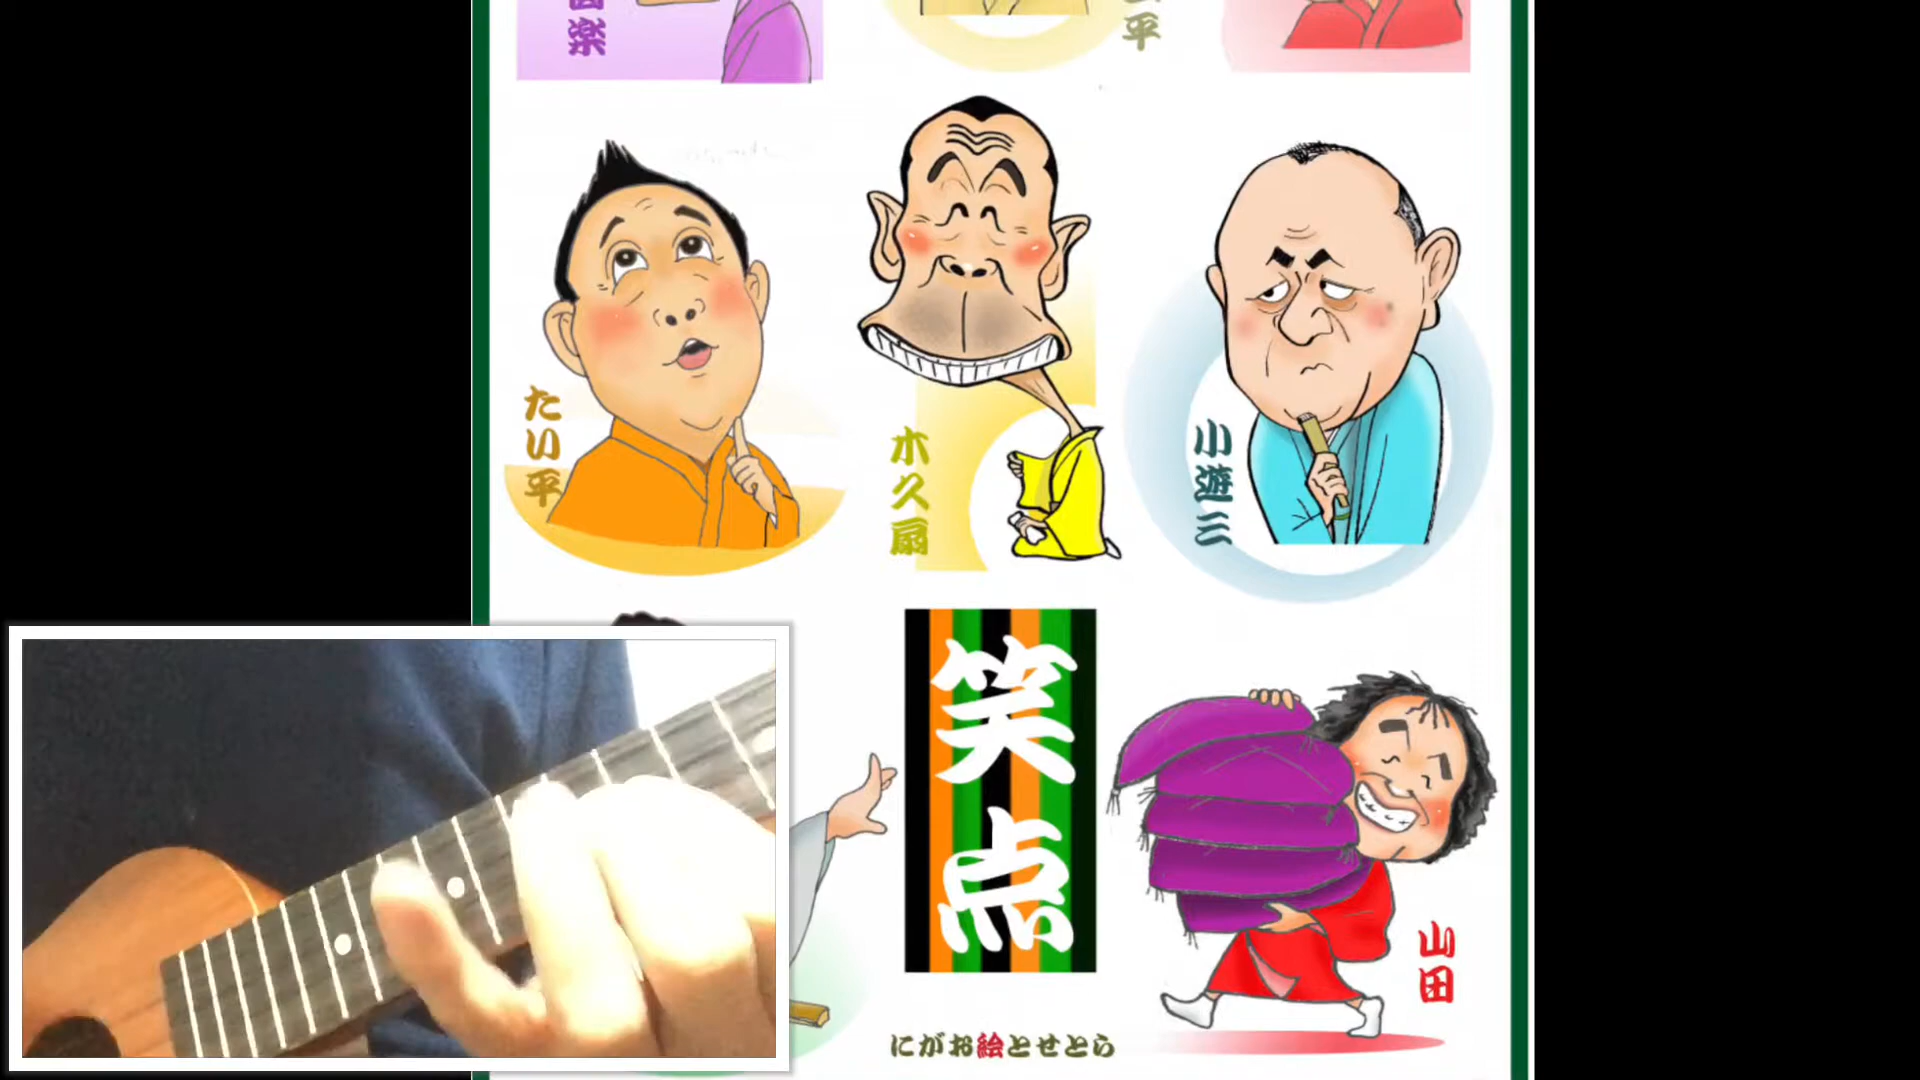 楽
平
たい平
木久扇
小遊三
笑点
山田
にがお絵とせとら